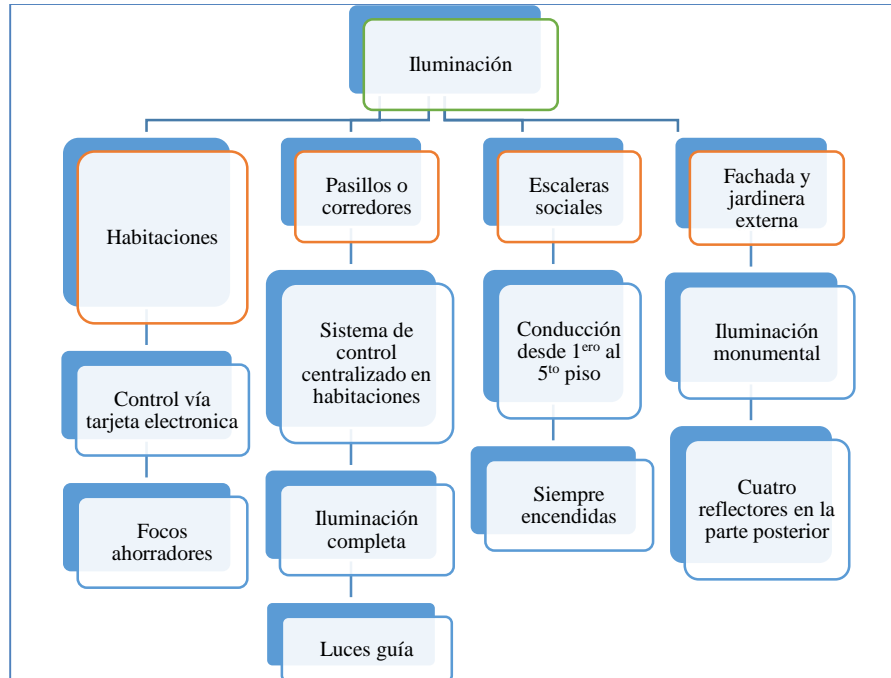 Iluminación
Habitaciones
Control vía
tarjeta electronica
Focos
ahorradores
Pasillos o
corredores
Sistema de
control
centralizado en
habitaciones
Iluminación
completa
Luces guía
Escaleras
sociales
Conducción
desde 1ero al
5to piso
Siempre
encendidas
Fachada y
jardinera
externa
Iluminación
monumental
Cuatro
reflectores en la
parte posterior